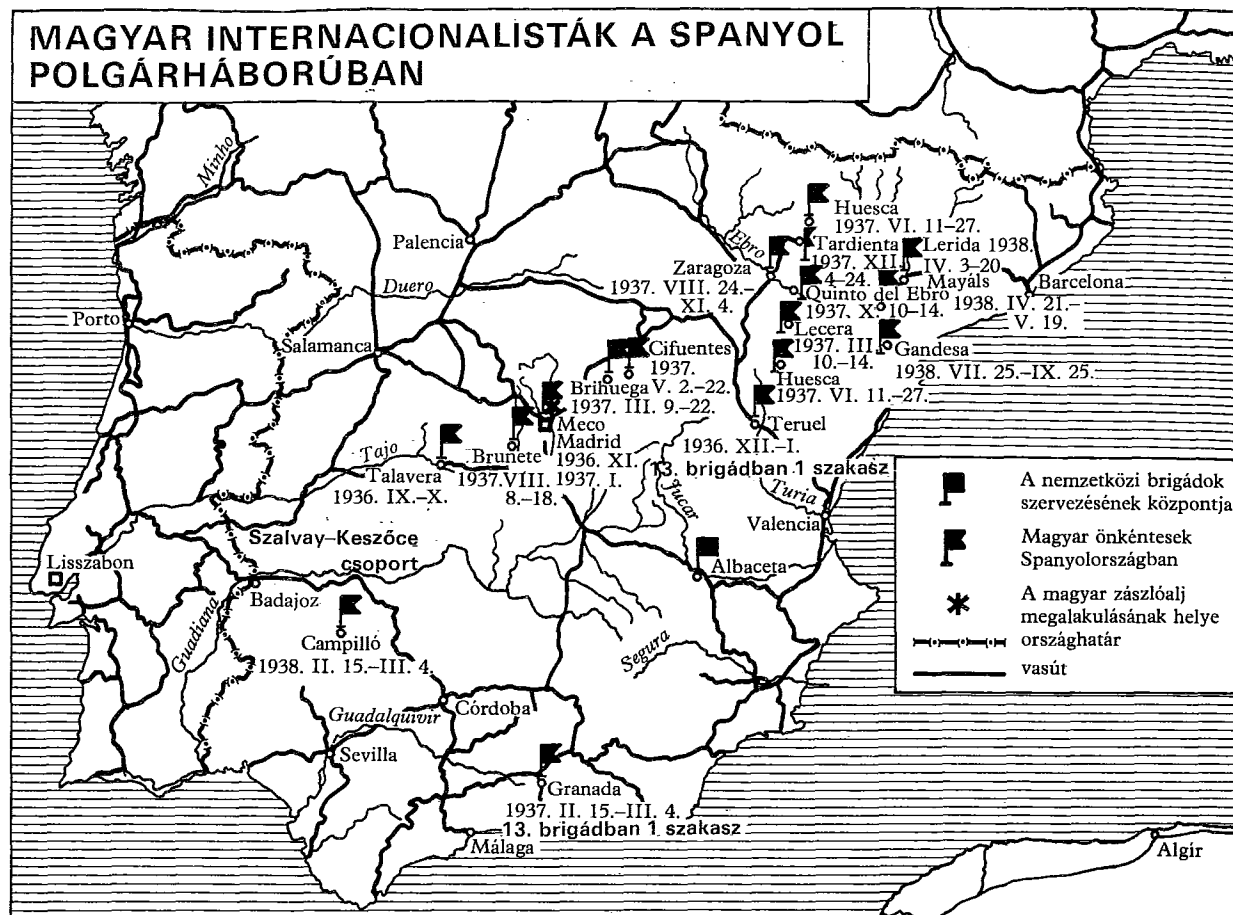 MAGYAR INTERNACIONALISTÁK A SPANYOL
POLGÁRHÁBORÚBAN
Minho
Palencia
Duero
Porto
Salamanca
Ebro
Zaragoza
1937. VIII. 24.–
XI. 4.
Huesca
1937. VI. 11–27.
Tardienta
1937. XII.
4–24.
Lerida 1938.
IV. 3–20
Mayáls
1938. IV. 21.–
V. 19.
Barcelona
Quinto del Ebro
1937. X. 10–14.
Lecera
1937. III.
10.–14.
Gandesa
1938. VII. 25.–IX. 25.
Huesca
1937. VI. 11.–27.
Cifuentes
1937.
V. 2.–22.
Brihuega
1937. III. 9.–22.
Meco
Madrid
1936. XI.
1937. I.
Brunete
1937. VIII.
8.–18.
Tajo
Talavera
1936. IX.–X.
Teruel
1936. XII.–I.
13. brigádban 1 szakasz
Jucar
Turia
Valencia
Szalvay–Keszőce
csoport
Lisszabon
Badajoz
Guadiana
Campilló
1938. II. 15.–III. 4.
Albaceta
Segura
Córdoba
Guadalquivir
Sevilla
Granada
1937. II. 15.–III. 4.
13. brigádban 1 szakasz
Málaga
Algír
A nemzetközi brigádok
szervezésének központja
Magyar önkéntesek
Spanyolországban
A magyar zászlóalj
megalakulásának helye
országhatár
vasút